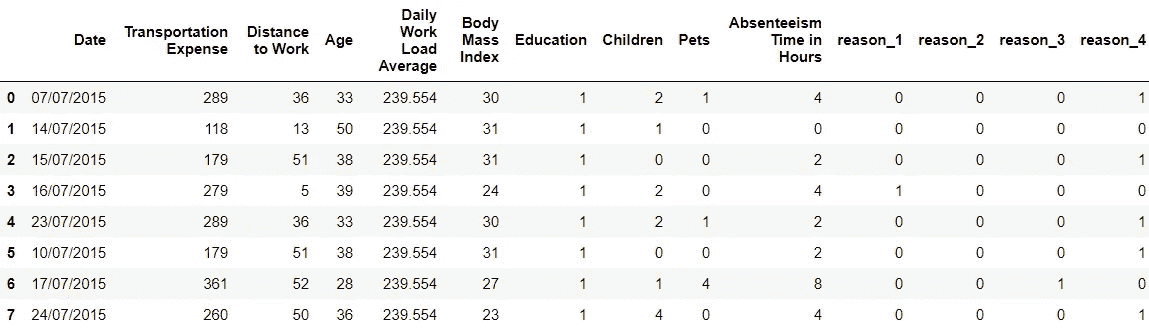 Date Transportation Expense Distance to Work Age Daily Work Load Average Body Mass Index Education Children Pets Absenteeism Time in Hours reason_1 reason_2 reason_3 reason_4
0 07/07/2015 289 36 33 239.554 30 1 2 1 4 0 0 0 1
1 14/07/2015 118 13 50 239.554 31 1 1 0 0 0 0 0 0
2 15/07/2015 179 51 38 239.554 31 1 0 0 2 0 0 0 1
3 16/07/2015 279 5 39 239.554 24 1 2 0 4 1 0 0 0
4 23/07/2015 289 36 33 239.554 30 1 2 1 2 0 0 0 1
5 10/07/2015 179 51 38 239.554 31 1 0 0 2 0 0 0 1
6 17/07/2015 361 52 28 239.554 27 1 1 4 8 0 0 1 0
7 24/07/2015 260 50 36 239.554 23 1 4 0 4 0 0 0 1